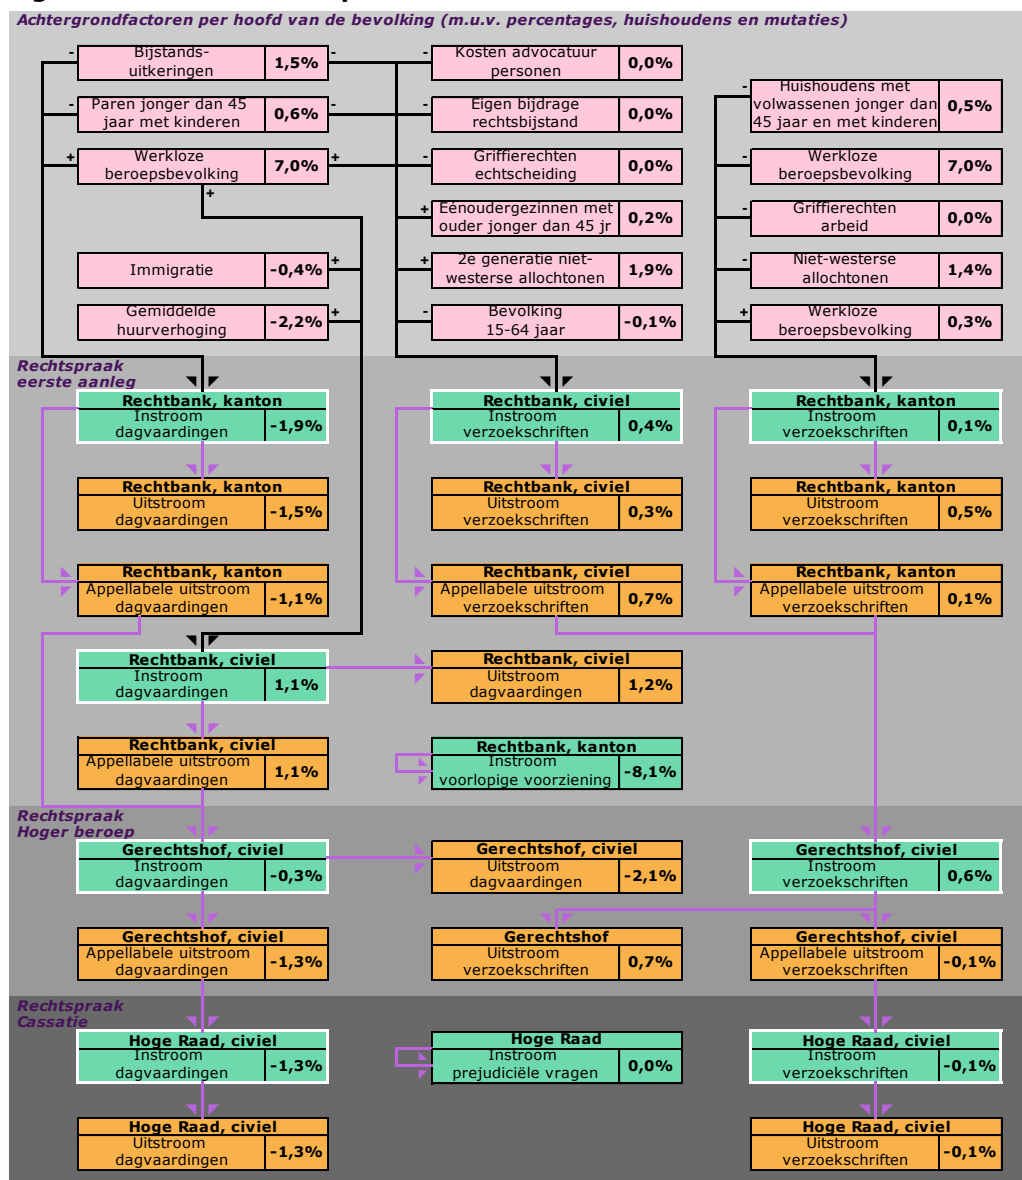 Achtergrondfactoren per hoofd van de bevolking (m.u.v. percentages, huishoudens en mutaties)
- Bijstands-
uitkeringen 1,5% -
- Paren jonger dan 45
jaar met kinderen 0,6% -
+ Werkloze
beroepsbevolking 7,0% +
+
Immigratie -0,4% +
Gemiddelde
huurverhoging -2,2% +
Kosten advocatuur
personen 0,0%
Eigen bijdrage
rechtsbijstand 0,0%
- Griffierechten
echtscheiding 0,0%
+ Eénoudergezinnen met
ouder jonger dan 45 jr 0,2%
+ 2e generatie niet-
westerse allochtonen 1,9%
- Bevolking
15-64 jaar -0,1%
- Huishoudens met
volwassenen jonger dan
45 jaar en met kinderen 0,5%
- Werkloze
beroepsbevolking 7,0%
- Griffierechten
arbeid 0,0%
- Niet-westerse
allochtonen 1,4%
+ Werkloze
beroepsbevolking 0,3%
Rechtspraak
eerste aanleg
Rechtbank, kanton
Instroom
dagvaardingen -1,9%
Rechtbank, civiel
Instroom
verzoekschriften 0,4%
Rechtbank, kanton
Instroom
verzoekschriften 0,1%
Rechtbank, kanton
Uitstroom
dagvaardingen -1,5%
Rechtbank, civiel
Uitstroom
verzoekschriften 0,3%
Rechtbank, kanton
Uitstroom
verzoekschriften 0,5%
Rechtbank, kanton
Appellabele uitstroom
dagvaardingen -1,1%
Rechtbank, civiel
Appellabele uitstroom
verzoekschriften 0,7%
Rechtbank, kanton
Appellabele uitstroom
verzoekschriften 0,1%
Rechtbank, civiel
Instroom
dagvaardingen 1,1%
Rechtbank, civiel
Uitstroom
dagvaardingen 1,2%
Rechtbank, civiel
Appellabele uitstroom
dagvaardingen 1,1%
Rechtbank, kanton
Instroom
voorlopige voorziening -8,1%
Rechtspraak
Hoger beroep
Gerechtshof, civiel
Instroom
dagvaardingen -0,3%
Gerechtshof, civiel
Uitstroom
dagvaardingen -2,1%
Gerechtshof, civiel
Instroom
verzoekschriften 0,6%
Gerechtshof, civiel
Appellabele uitstroom
dagvaardingen -1,3%
Gerechtshof
Uitstroom
verzoekschriften 0,7%
Gerechtshof, civiel
Appellabele uitstroom
verzoekschriften -0,1%
Rechtspraak
Cassatie
Hoge Raad, civiel
Instroom
dagvaardingen -1,3%
Hoge Raad
Instroom
prejudiciële vragen 0,0%
Hoge Raad, civiel
Instroom
verzoekschriften -0,1%
Hoge Raad, civiel
Uitstroom
dagvaardingen -1,3%
Hoge Raad, civiel
Uitstroom
verzoekschriften -0,1%